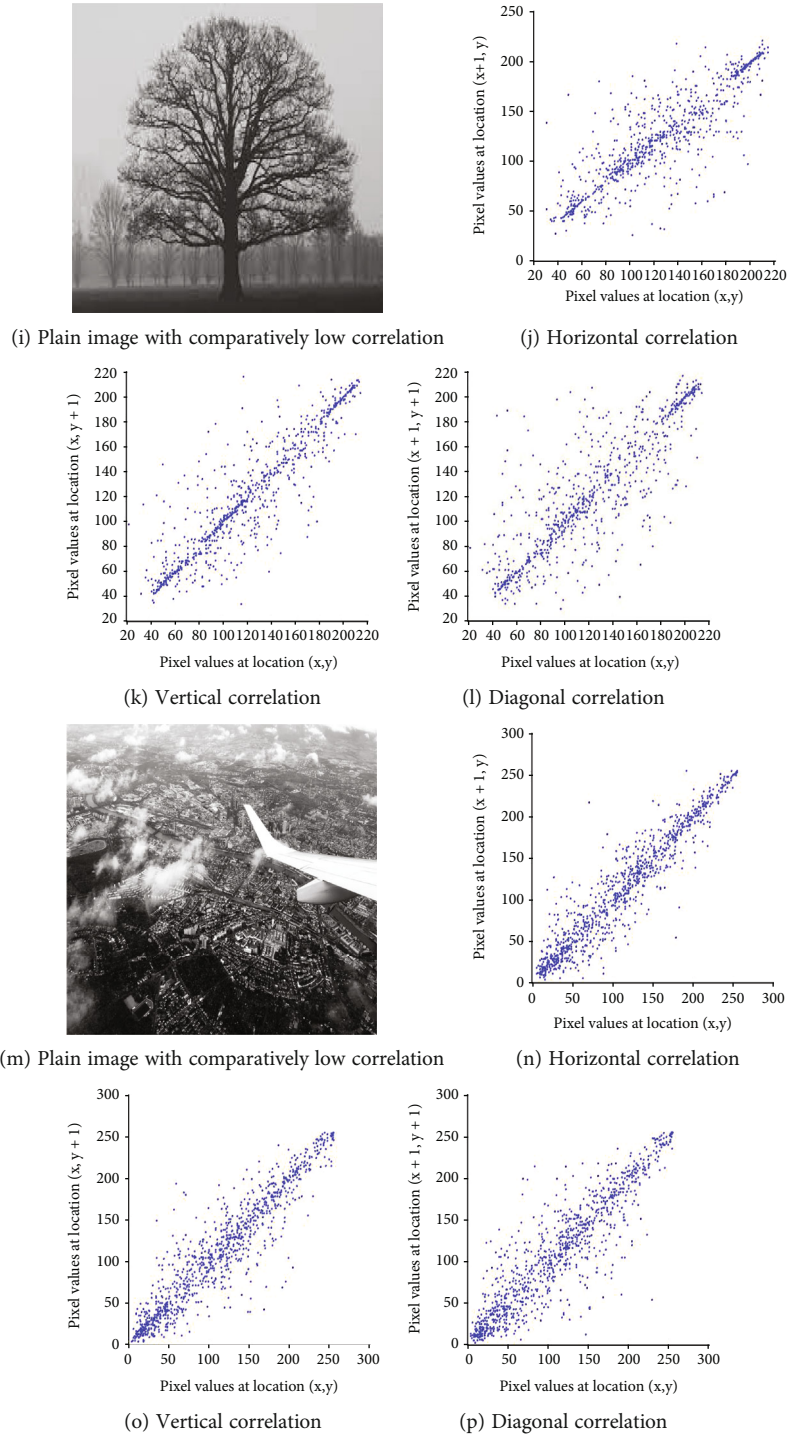 250
200
150
100
50
0
Pixel values at location (x+1, y)
20 40 60 80 100 120 140 160 180 200 220
Pixel values at location (x,y)
(i) Plain image with comparatively low correlation
(j) Horizontal correlation
220
200
180
160
140
120
100
80
60
40
20
Pixel values at location (x, y + 1)
20 40 60 80 100 120 140 160 180 200 220
Pixel values at location (x,y)
(k) Vertical correlation
220
200
180
160
140
120
100
80
60
40
20
Pixel values at location (x + 1, y + 1)
20 40 60 80 100 120 140 160 180 200 220
Pixel values at location (x,y)
(l) Diagonal correlation
300
250
200
150
100
50
0
Pixel values at location (x + 1, y)
0 50 100 150 200 250 300
Pixel values at location (x,y)
(m) Plain image with comparatively low correlation
(n) Horizontal correlation
300
250
200
150
100
50
0
Pixel values at location (x, y + 1)
0 50 100 150 200 250 300
Pixel values at location (x,y)
(o) Vertical correlation
300
250
200
150
100
50
0
Pixel values at location (x + 1, y + 1)
0 50 100 150 200 250 300
Pixel values at location (x,y)
(p) Diagonal correlation